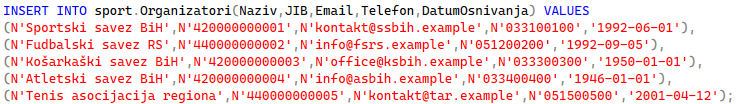 INSERT INTO sport.Organizatori(Naziv,JIB,Email,Telefon,DatumOsnivanja) VALUES
(N'Sportski savez BiH',N'420000000001',N'kontakt@ssbih.example',N'033100100','1992-06-01'),
(N'Fudbalski savez RS',N'440000000002',N'info@fsrs.example',N'051200200','1992-09-05'),
(N'Košarkaški savez BiH',N'420000000003',N'office@ksbih.example',N'033300300','1950-01-01'),
(N'Atletski savez BiH',N'420000000004',N'info@asbih.example',N'033400400','1946-01-01'),
(N'Tenis asocijacija regiona',N'440000000005',N'kontakt@tar.example',N'051500500','2001-04-12');